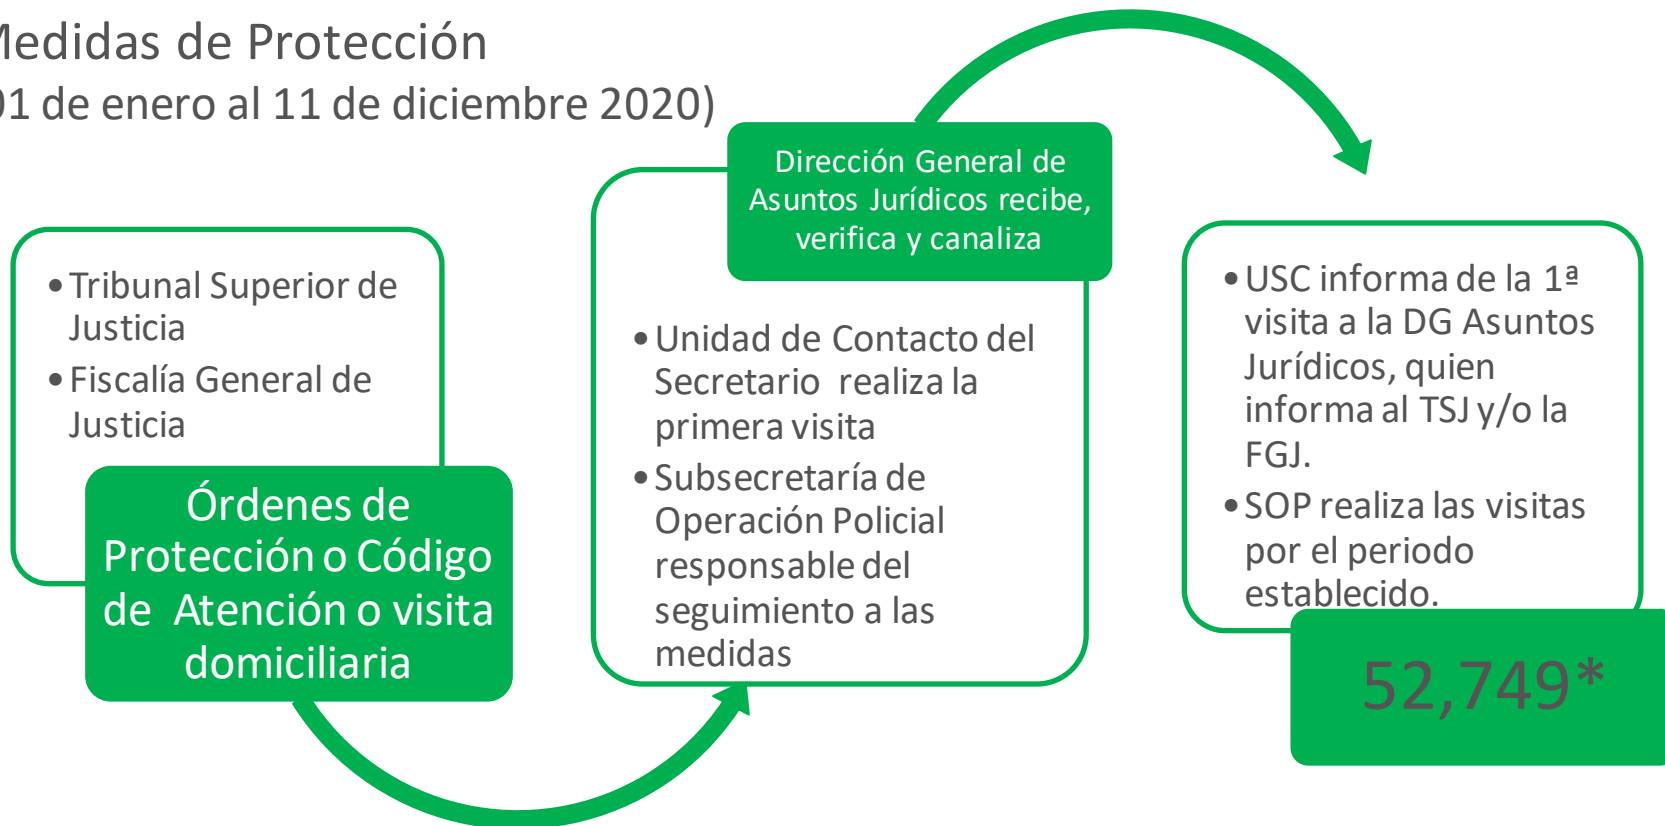 Medidas de Protección
01 de enero al 11 de diciembre 2020)
•Tribunal Superior de
Justicia
•Fiscalía General de
Justicia
Órdenes de
Protección o Código
de Atención o visita
domiciliaria
Dirección General de
Asuntos Jurídicos recibe,
verifica y canaliza
•Unidad de Contacto del
Secretario realiza la
primera visita
•Subsecretaría de
Operación Policial
responsable del
seguimiento a las
medidas
•USC informa de la 1ª
visita a la DG Asuntos
Jurídicos, quien
informa al TSJ y/o la
FGJ.
•SOP realiza las visitas
por el periodo
establecido.
52,749*